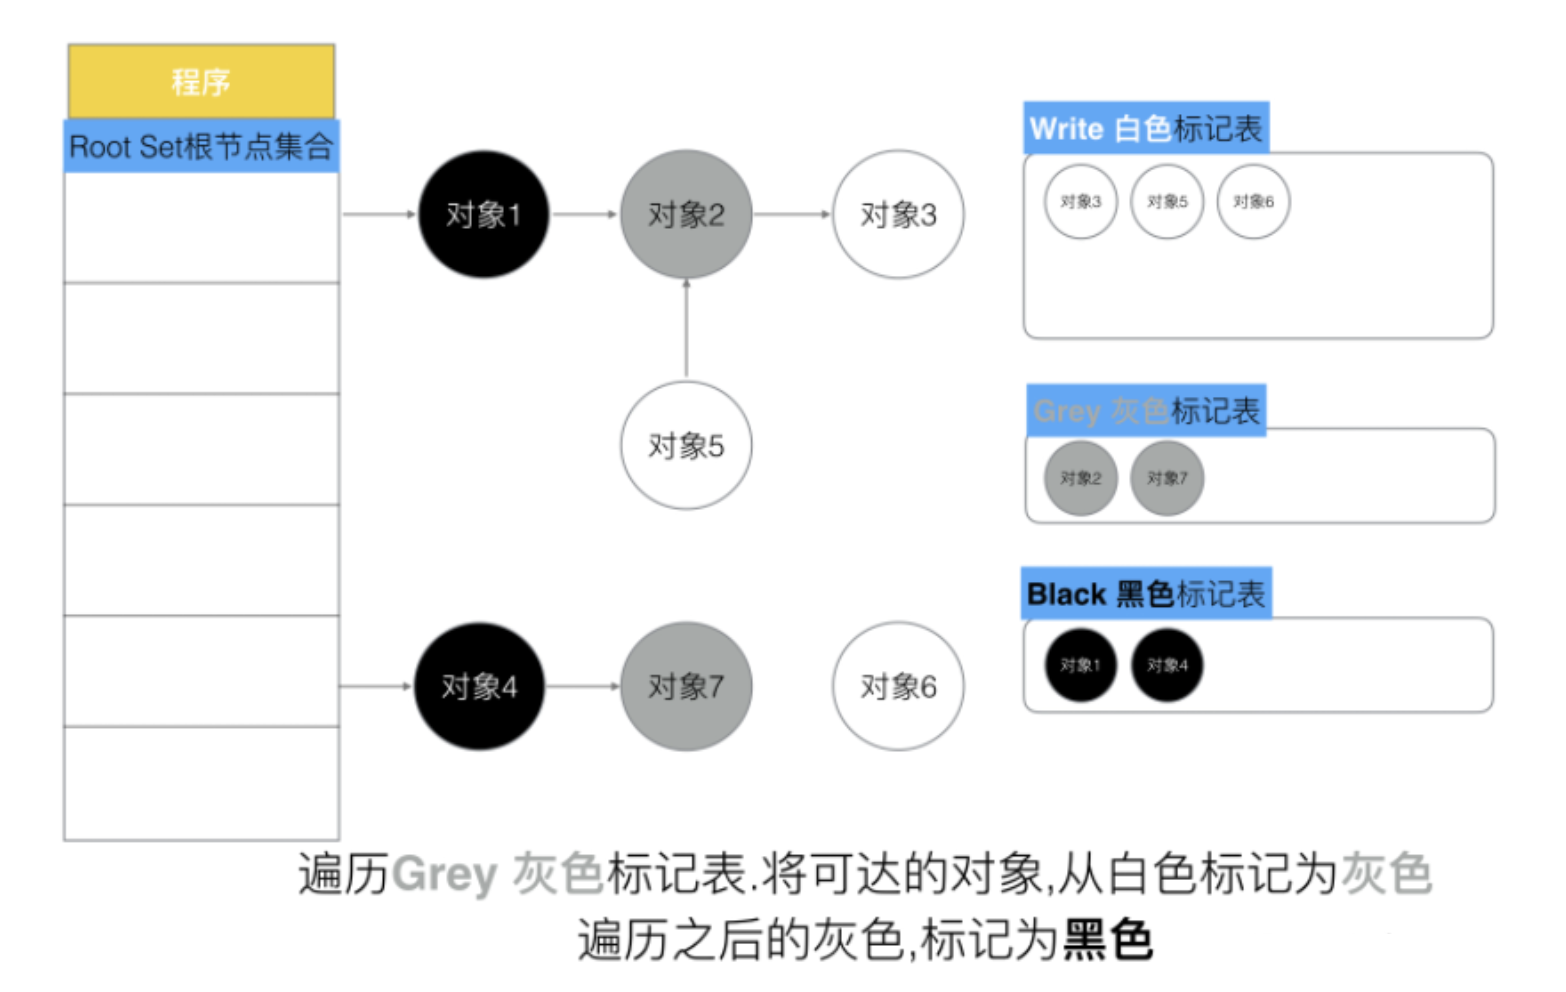 程序
Root Set根节点集合
对象1
对象2
对象3
对象5
对象4
对象7
对象6
Write 白色标记表
对象3
对象5
对象6
Grey 灰色标记表
对象2
对象7
Black 黑色标记表
对象1
对象4
遍历Grey 灰色标记表.将可达的对象,从白色标记为灰色
遍历之后的灰色,标记为黑色